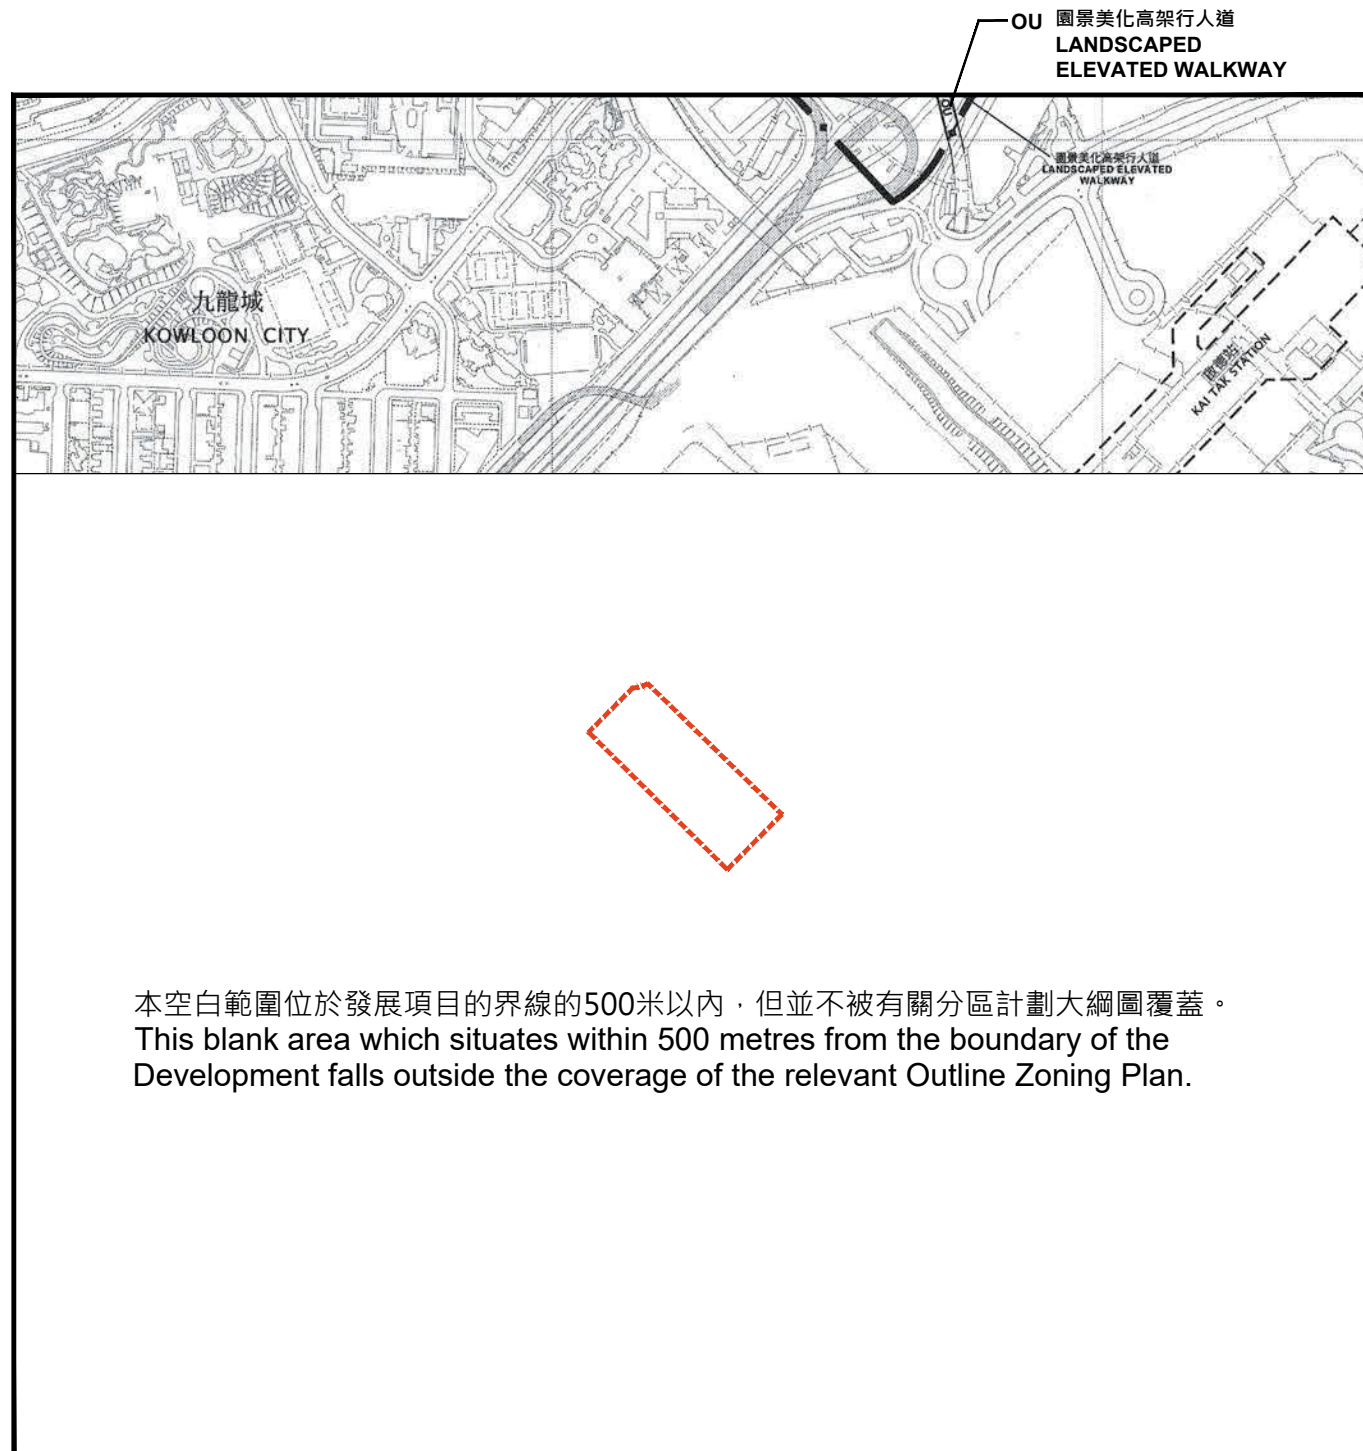 OU 園景美化高架行人道
LANDSCAPED
ELEVATED WALKWAY
OU
園景美化高架行人道
LANDSCAPED ELEVATED
WALKWAY
九龍城
KOWLOON CITY
啟德站
KAI TAK STATION
本空白範圍位於發展項目的界線的500米以內，但並不被有關分區計劃大綱圖覆蓋。
This blank area which situates within 500 metres from the boundary of the
Development falls outside the coverage of the relevant Outline Zoning Plan.